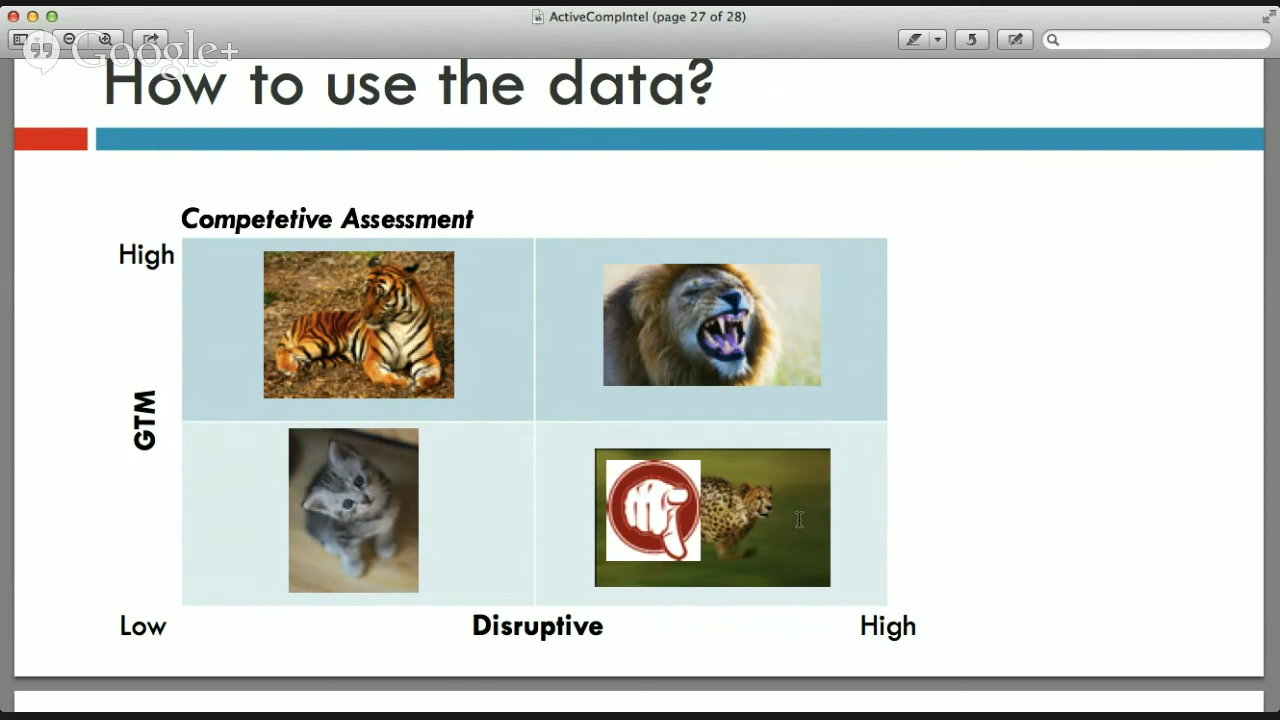 ActiveCompIntel (page 27 of 28)
Google+
How to use the data?
Competetive Assessment
High
GTM
Low
Disruptive
High